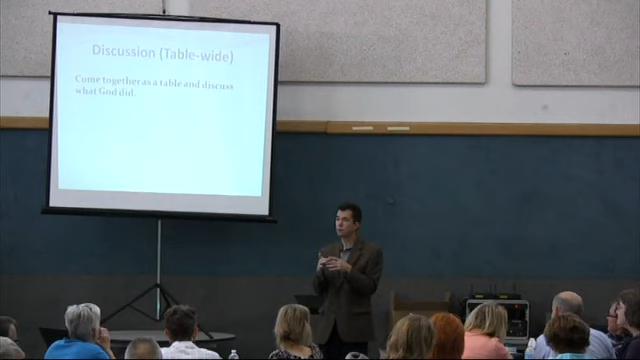 Discussion (Table-wide)
Come together as a table and discuss
what God did.